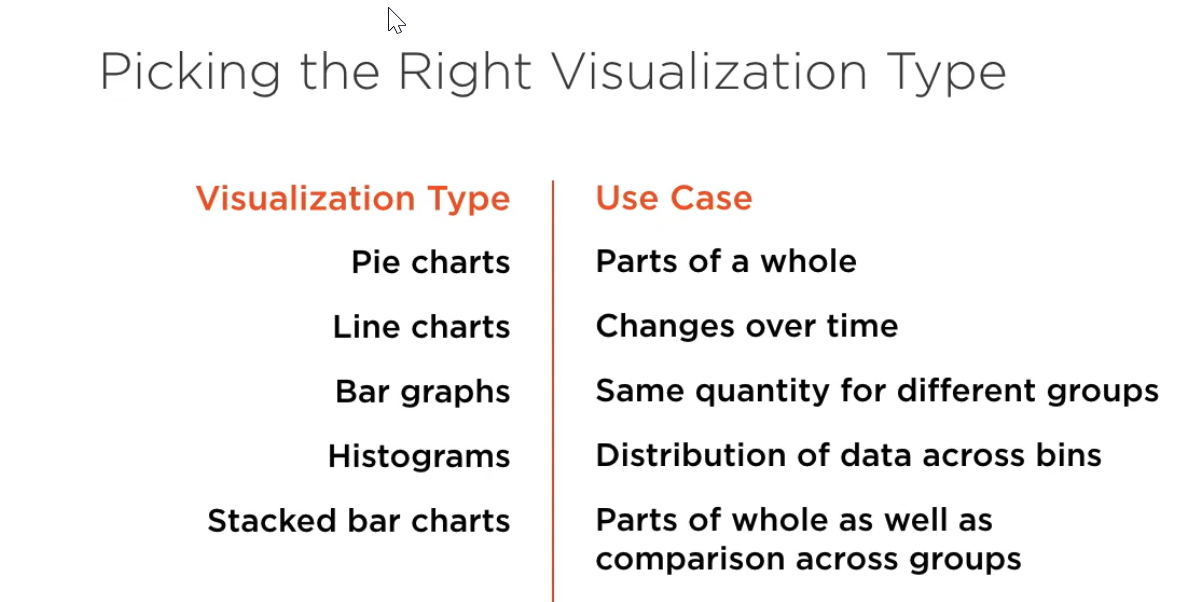 Picking the Right Visualization Type
Visualization Type
Use Case
Pie charts
Parts of a whole
Line charts
Changes over time
Bar graphs
Same quantity for different groups
Histograms
Distribution of data across bins
Stacked bar charts
Parts of whole as well as
comparison across groups